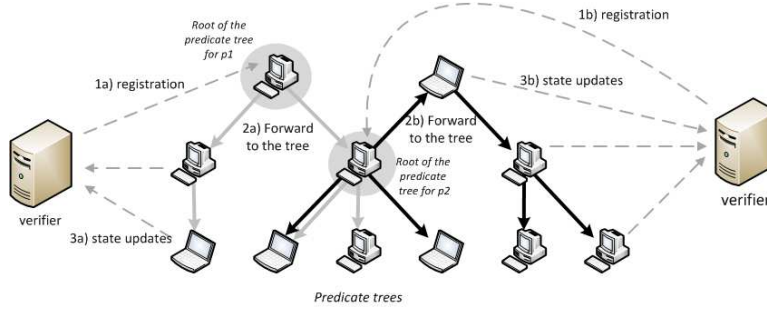 Root of the
predicate tree
for p1
1b) registration
1a) registration
3b) state updates
2a) Forward
to the tree
2b) Forward
to the tree
Root of the
predicate
tree for p2
verifier
verifier
3a) state updates
Predicate trees